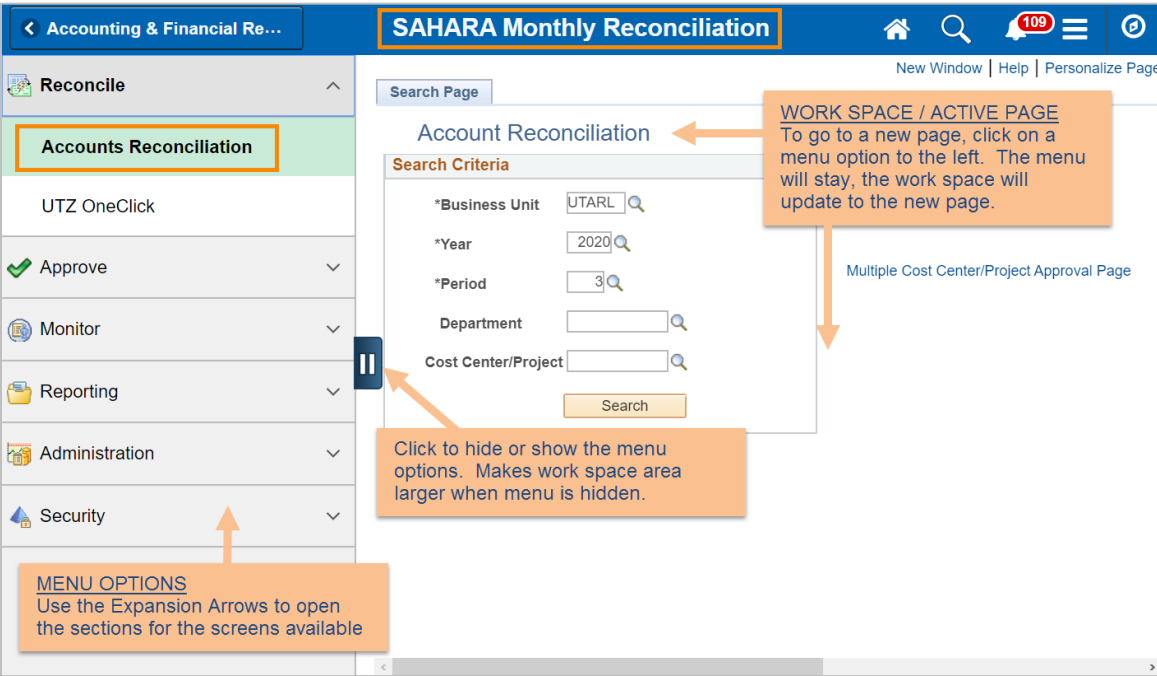 Accounting & Financial Re...
SAHARA Monthly Reconciliation
109
New Window | Help | Personalize Page
Reconcile
Accounts Reconciliation
UTZ OneClick
Approve
Monitor
Reporting
Administration
Security
Search Page
Account Reconciliation
Search Criteria
*Business Unit UTARL
*Year 2020
*Period 3
Department
Cost Center/Project
Search
Multiple Cost Center/Project Approval Page
WORK SPACE / ACTIVE PAGE
To go to a new page, click on a
menu option to the left. The menu
will stay, the work space will
update to the new page.
Click to hide or show the menu
options. Makes work space area
larger when menu is hidden.
MENU OPTIONS
Use the Expansion Arrows to open
the sections for the screens available